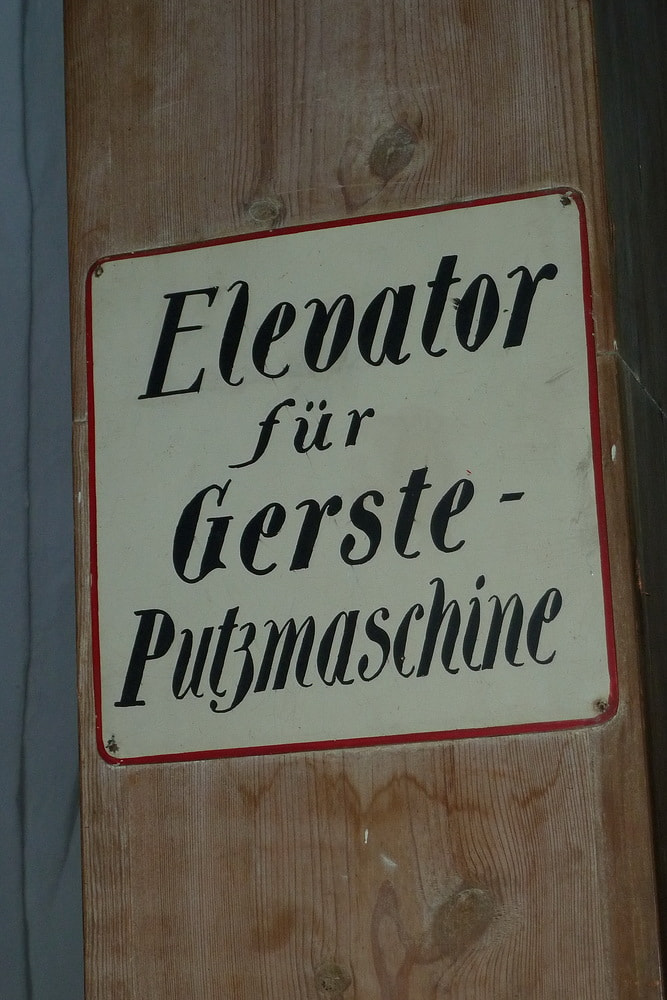 Elevator
für
Gerste-
Putzmaschine